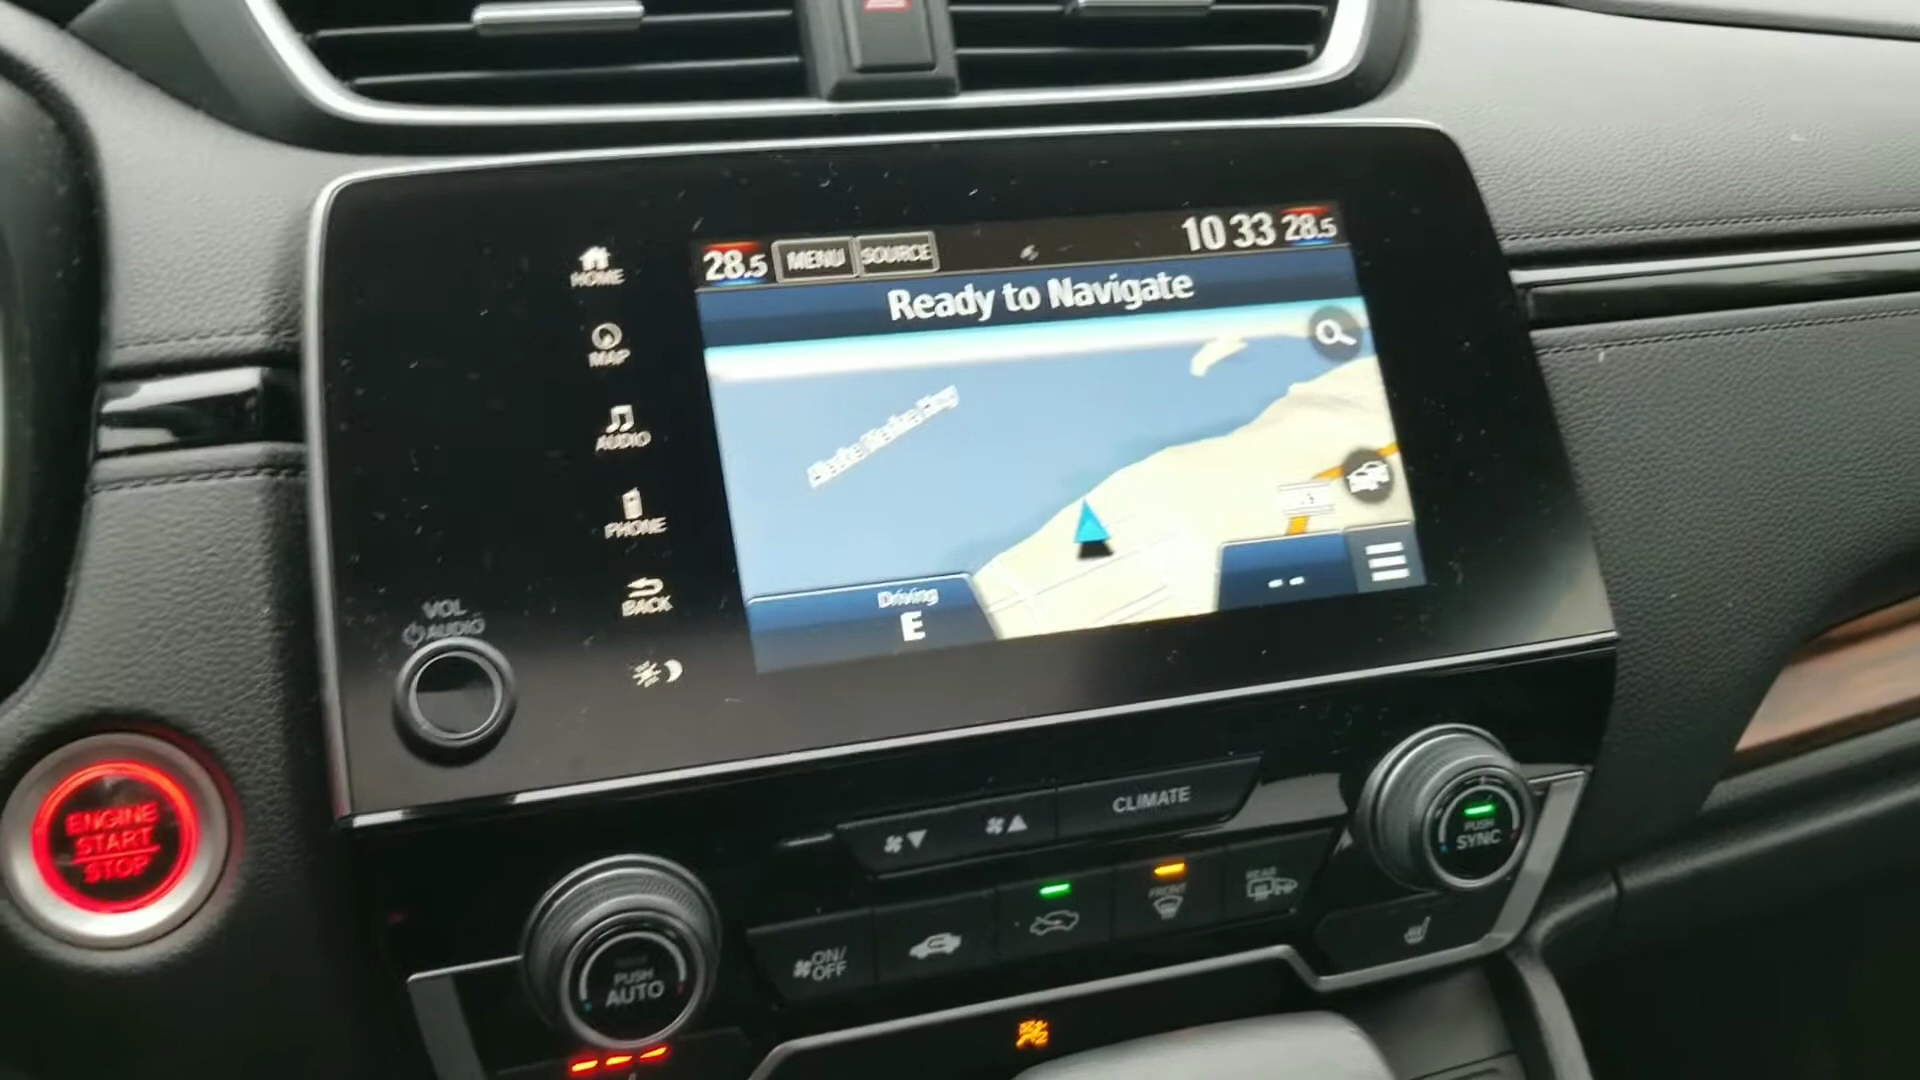 28.5 MENU SOURCE 10 33 28.5
Ready to Navigate
HOME
MAP
AUDIO
PHONE
BACK
Driving
E
--
VOL
AUDIO
ENGINE
START
STOP
CLIMATE
PUSH
SYNC
PUSH
AUTO
ON/
OFF
FRONT
REAR